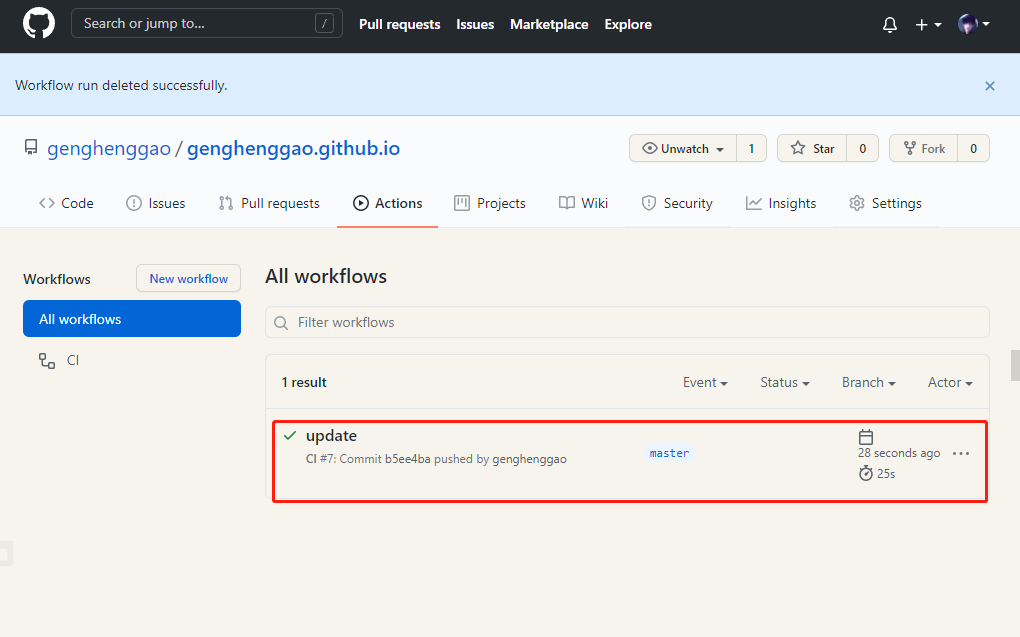 Search or jump to... / Pull requests Issues Marketplace Explore
Workflow run deleted successfully.
genghenggao / genghenggao.github.io Unwatch 1 Star 0 Fork 0
Code Issues Pull requests Actions Projects Wiki Security Insights Settings
Workflows New workflow
All workflows
CI
All workflows
Filter workflows
1 result Event Status Branch Actor
update
CI #7: Commit b5ee4ba pushed by genghenggao
master
28 seconds ago
25s